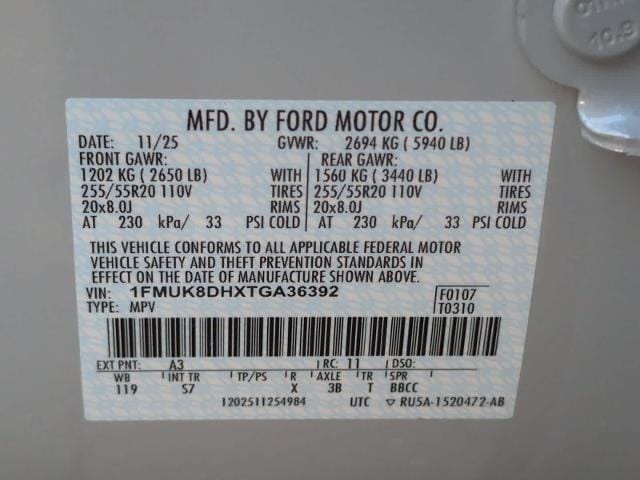 10.9
MFD. BY FORD MOTOR CO.
DATE: 11/25 GVWR: 2694 KG ( 5940 LB)
FRONT GAWR: REAR GAWR:
1202 KG ( 2650 LB) WITH 1560 KG ( 3440 LB) WITH
255/55R20 110V TIRES 255/55R20 110V TIRES
20x8.0J RIMS 20x8.0J RIMS
AT 230 kPa/ 33 PSI COLD AT 230 kPa/ 33 PSI COLD
THIS VEHICLE CONFORMS TO ALL APPLICABLE FEDERAL MOTOR
VEHICLE SAFETY AND THEFT PREVENTION STANDARDS IN
EFFECT ON THE DATE OF MANUFACTURE SHOWN ABOVE.
VIN: 1FMUK8DHXTGA36392 F0107
TYPE: MPV T0310
EXT PNT: A3 RC: 11 DSO:
WB INT TR TP/PS R AXLE TR SPR
119 S7 X 3B T BBCC
1202511254984 UTC ▽ RU5A-1520472-AB